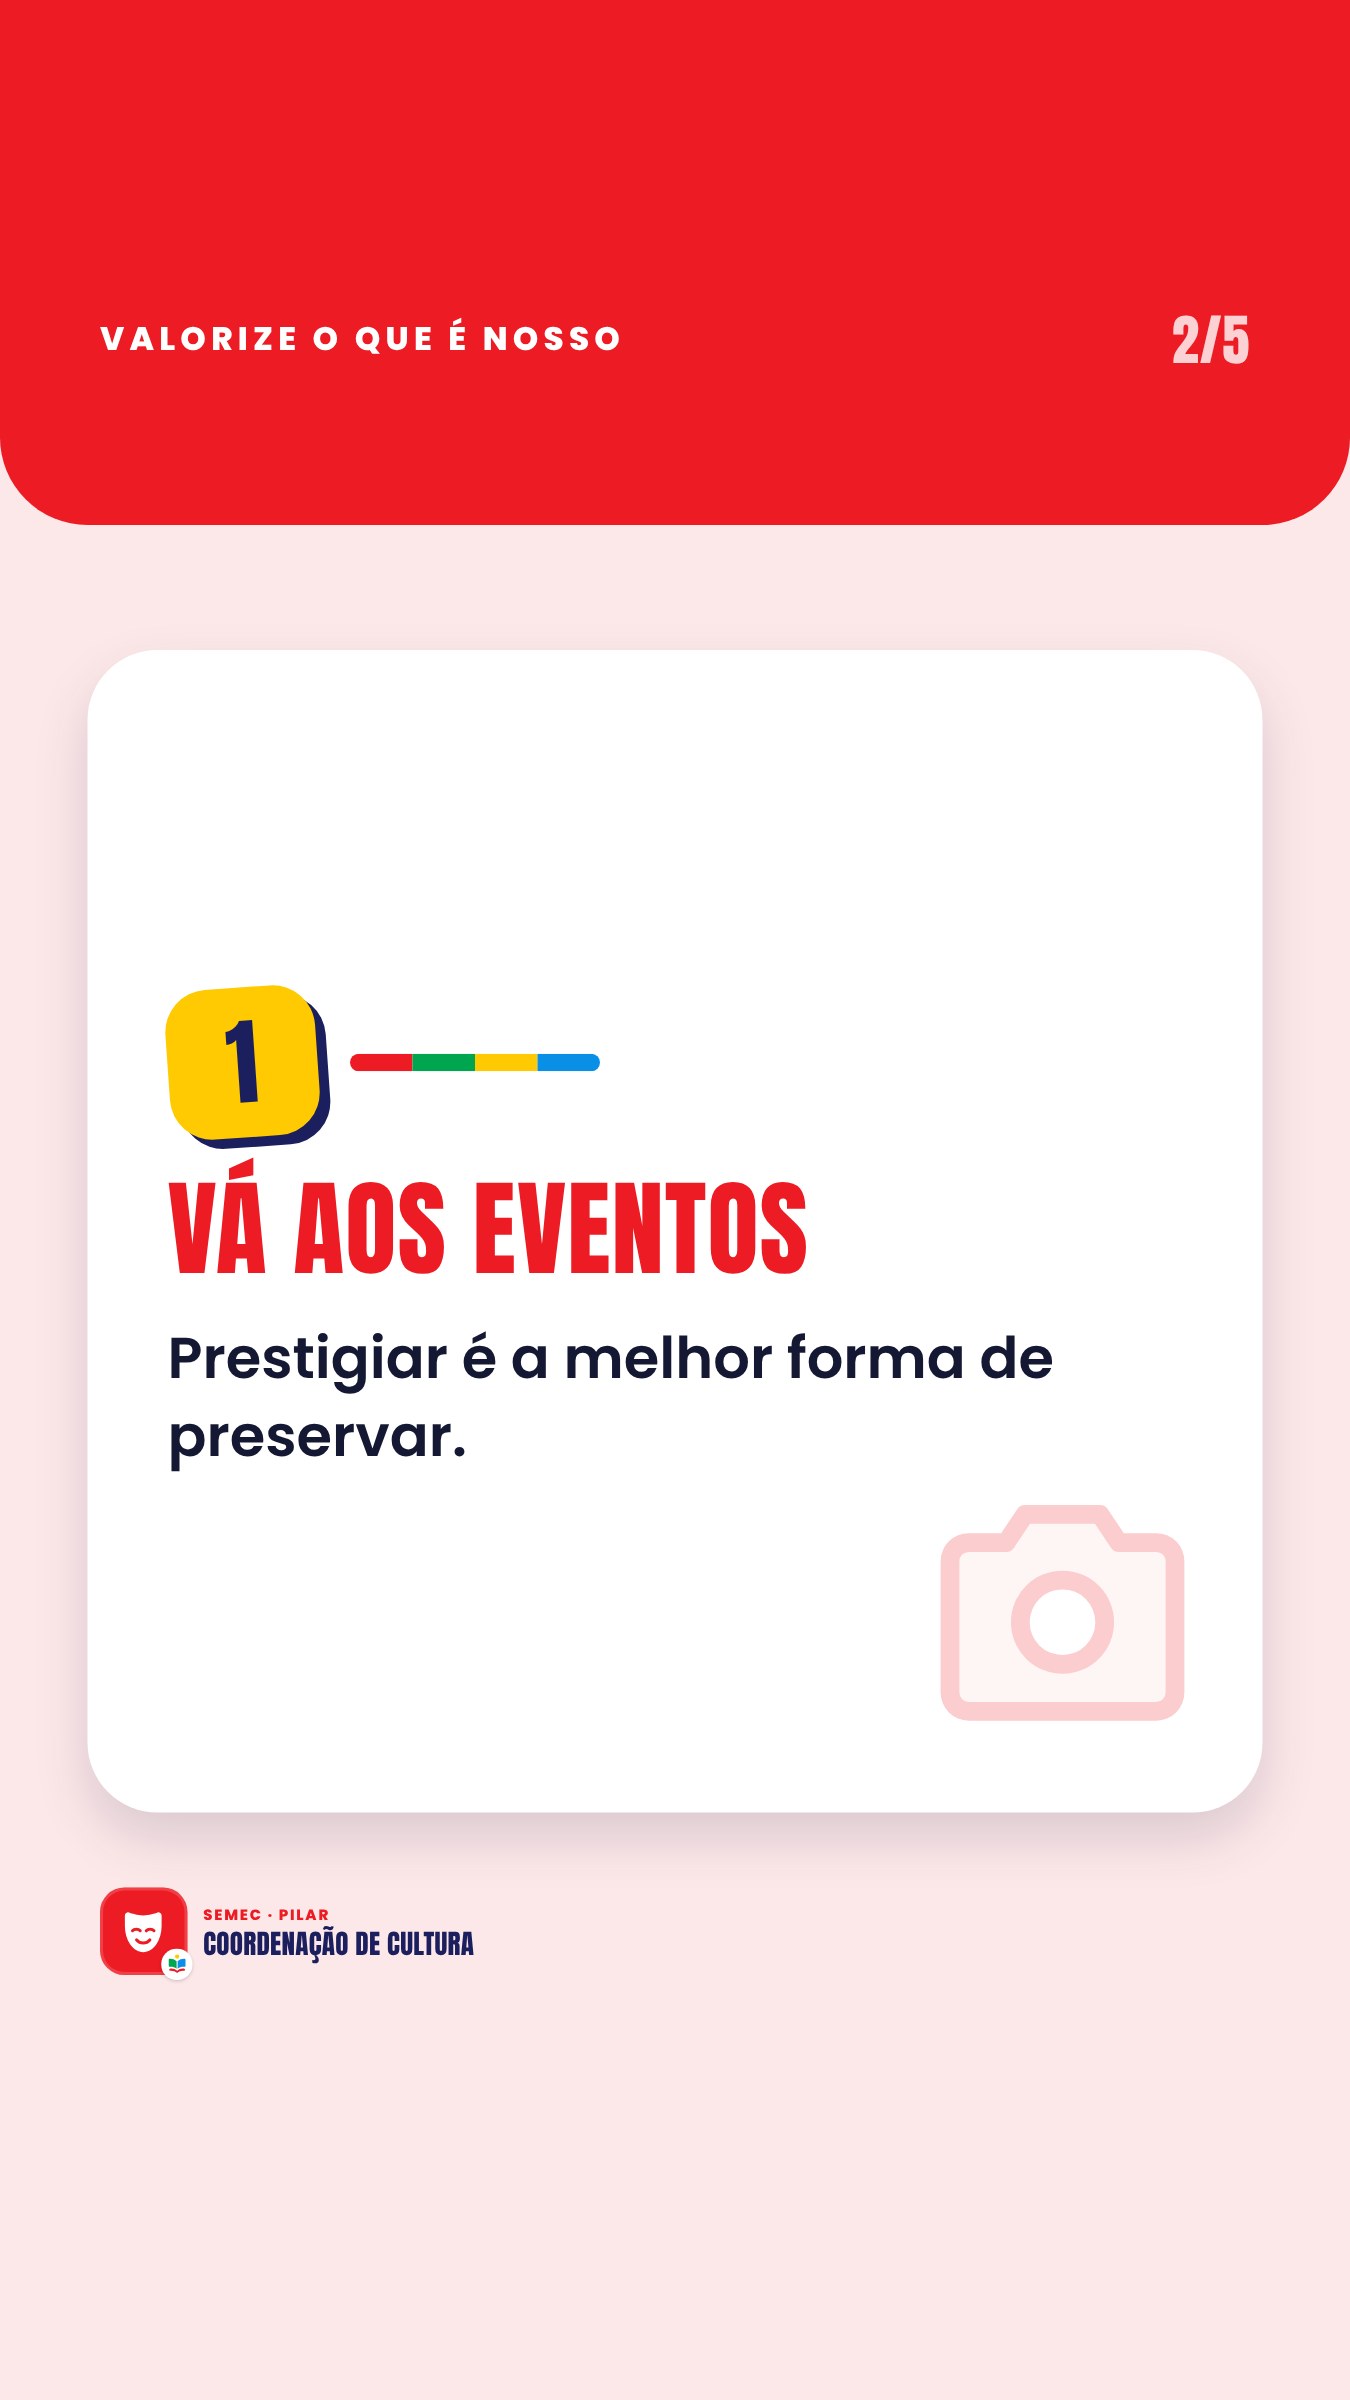 VALORIZE O QUE É NOSSO
2/5
1
VÁ AOS EVENTOS
Prestigiar é a melhor forma de
preservar.
SEMEC · PILAR
COORDENAÇÃO DE CULTURA